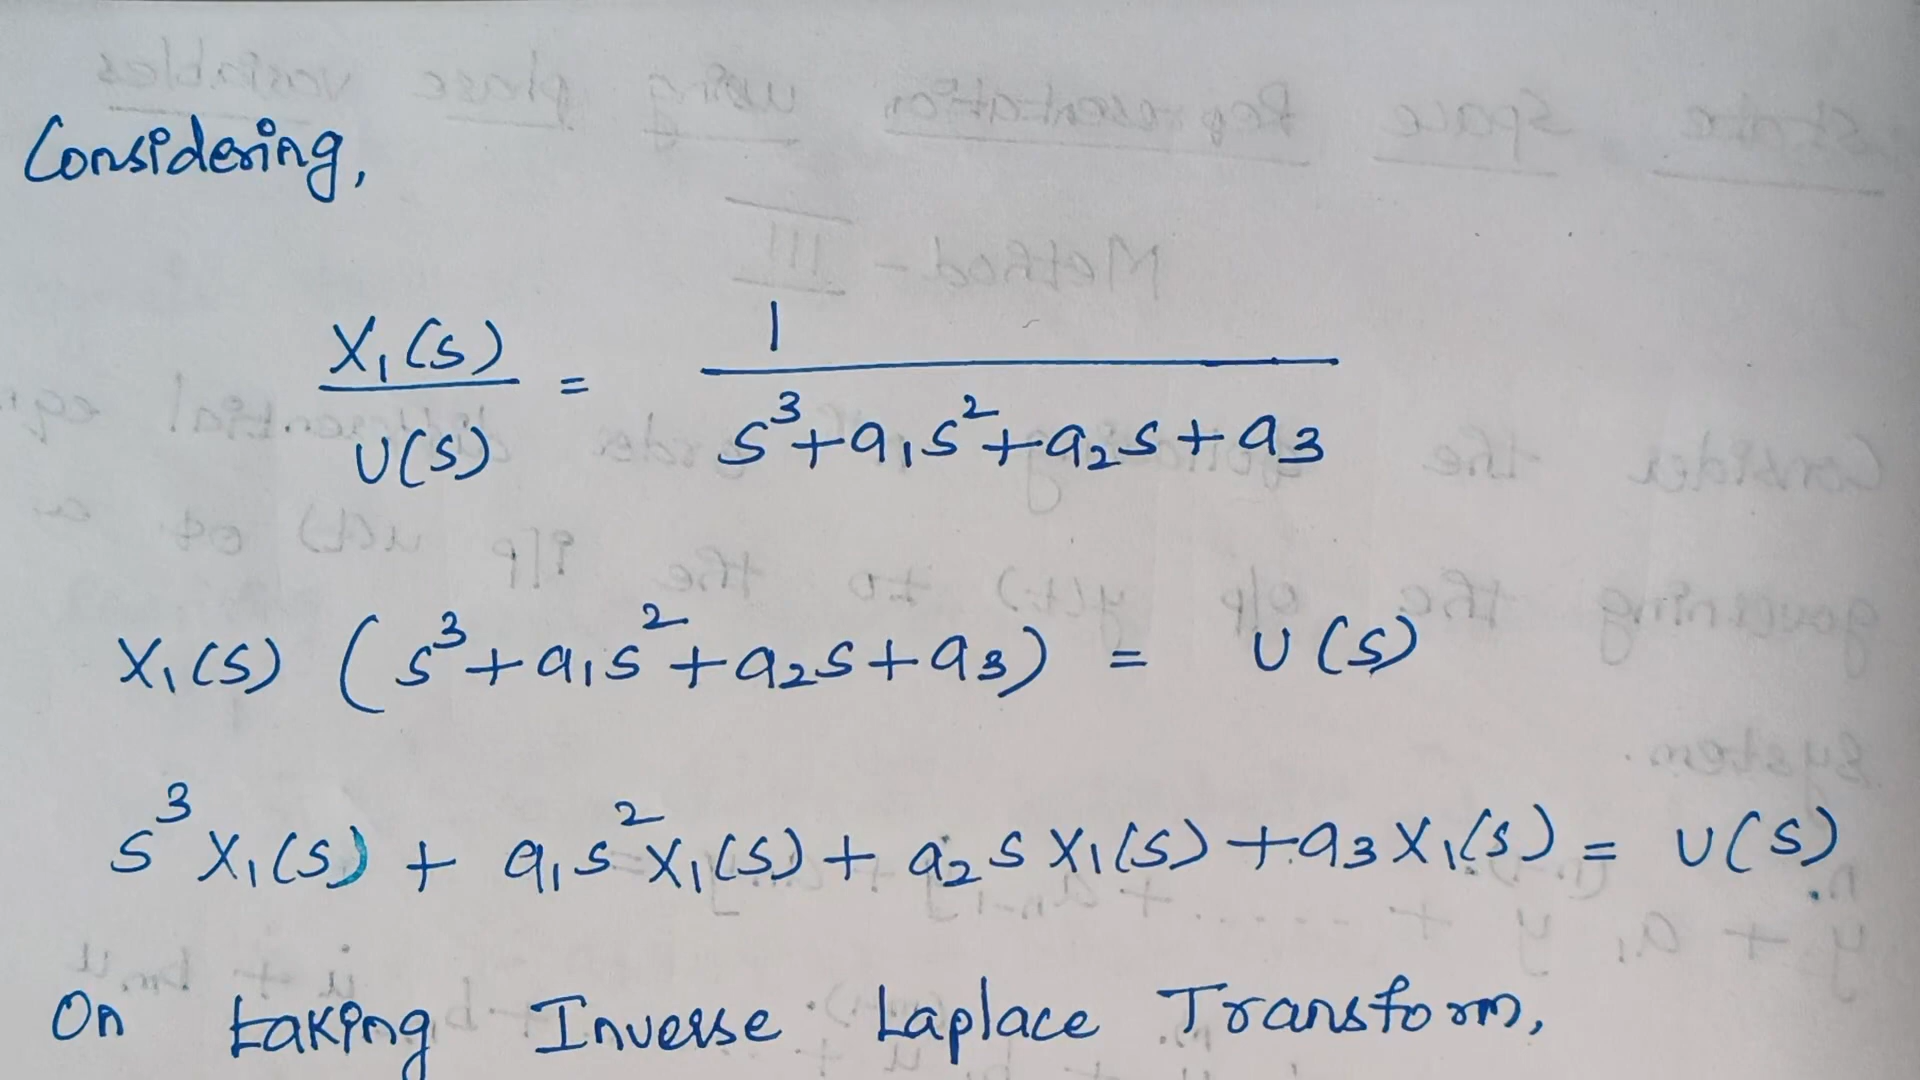 Considering,
X₁(s) / U(s) = 1 / (s³+a₁s²+a₂s+a₃)
X₁(s) (s³+a₁s²+a₂s+a₃) = U(s)
s³X₁(s) + a₁s²X₁(s) + a₂sX₁(s) + a₃X₁(s) = U(s)
On taking Inverse Laplace Transform,